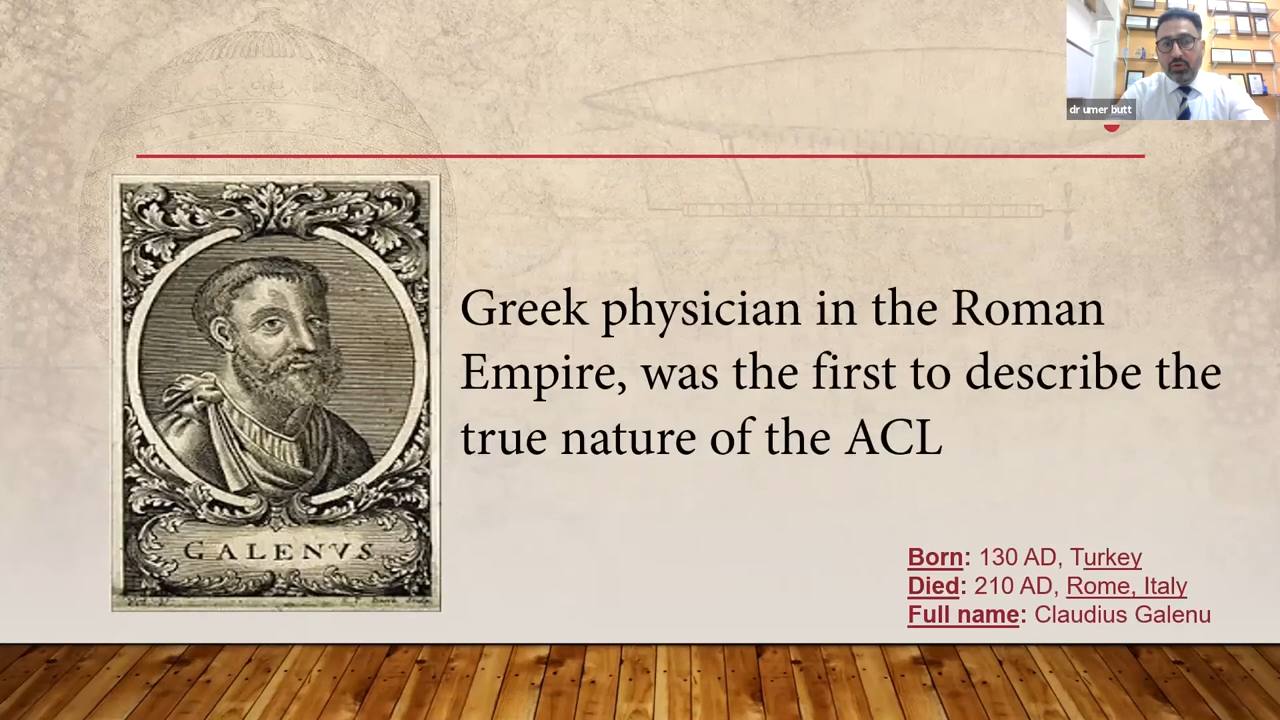 dr umer butt
Greek physician in the Roman
Empire, was the first to describe the
true nature of the ACL
GALENVS
Born: 130 AD, Turkey
Died: 210 AD, Rome, Italy
Full name: Claudius Galenu